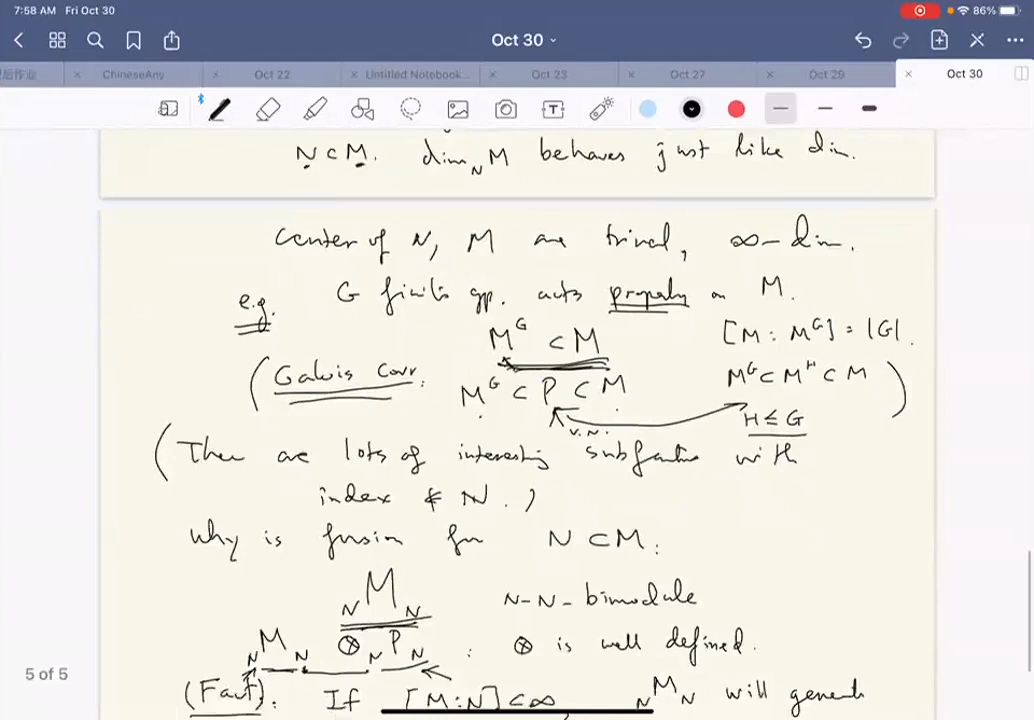 7:58 AM Fri Oct 30
86%
Oct 30
ChineseAny
Oct 22
Untitled Notebook...
Oct 23
Oct 27
Oct 29
Oct 30
N ⊂ M. dim_N M behaves just like dim.
Center of N, M are trival, ∞-dim.
e.g. G finite gp. acts properly on M.
M^G ⊂ M [M : M^G] = |G|.
(Galois Corr: M^G ⊂ P ⊂ M M^G ⊂ M^H ⊂ M)
v.N. H ≤ G
(There are lots of interesting subfactors with
index ∉ ℕ.)
Why is fusion for N ⊂ M:
_N M_N N-N-bimodule
_N M_N ⊗ _N P_N : ⊗ is well defined.
5 of 5
(Fact). If [M:N] < ∞, _N M_N will generate